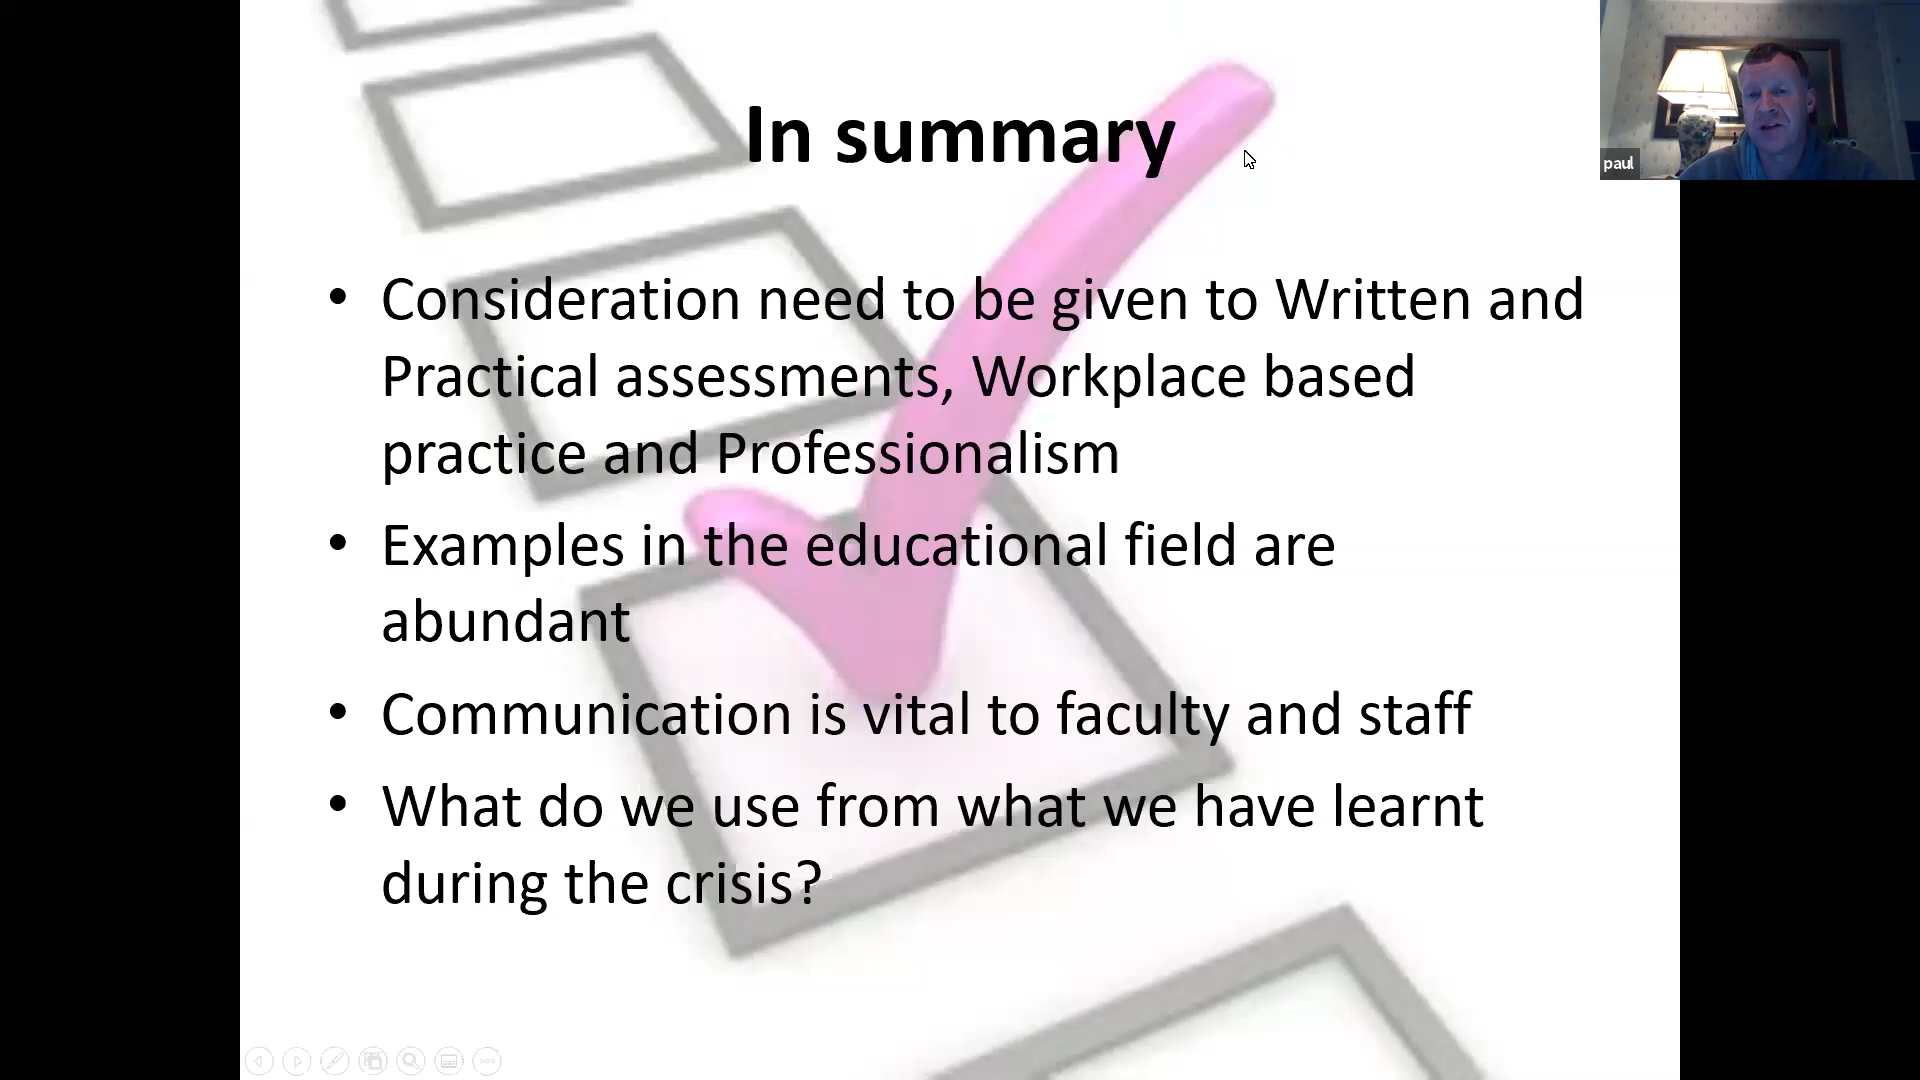 In summary
• Consideration need to be given to Written and
Practical assessments, Workplace based
practice and Professionalism
• Examples in the educational field are
abundant
• Communication is vital to faculty and staff
• What do we use from what we have learnt
during the crisis?
paul